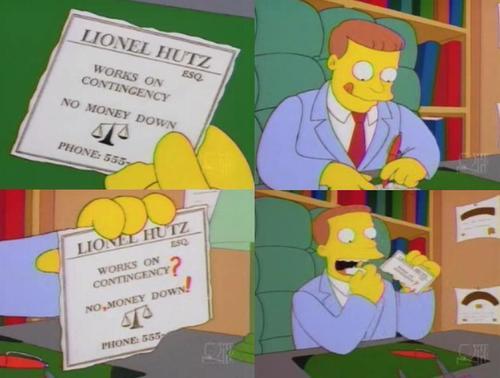 LIONEL HUTZ
ESQ.
WORKS ON
CONTINGENCY
NO MONEY DOWN
PHONE: 555-
LIONEL HUTZ
ESQ.
WORKS ON
CONTINGENCY?
NO, MONEY DOWN!
PHONE: 555-